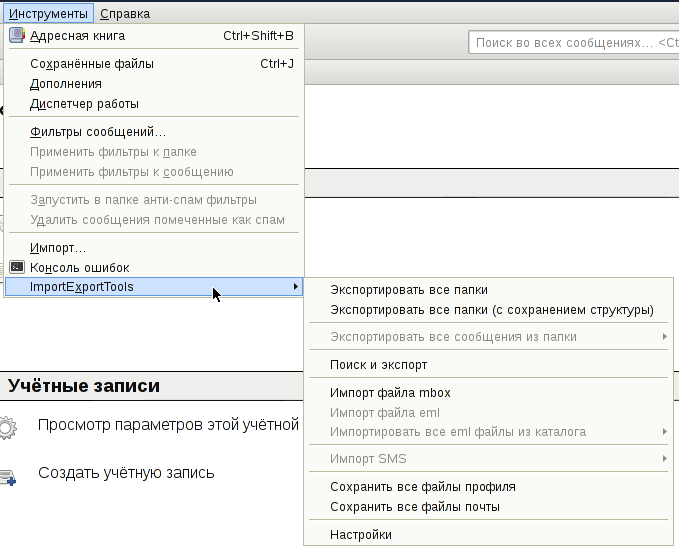 Инструменты Справка
Адресная книга Ctrl+Shift+B
Поиск во всех сообщениях... <Ct
Сохранённые файлы Ctrl+J
Дополнения
Диспетчер работы
Фильтры сообщений...
Применить фильтры к папке
Применить фильтры к сообщению
Запустить в папке анти-спам фильтры
Удалить сообщения помеченные как спам
Импорт...
Консоль ошибок
ImportExportTools
Экспортировать все папки
Экспортировать все папки (с сохранением структуры)
Экспортировать все сообщения из папки
Поиск и экспорт
Импорт файла mbox
Импорт файла eml
Импортировать все eml файлы из каталога
Импорт SMS
Сохранить все файлы профиля
Сохранить все файлы почты
Настройки
Учётные записи
Просмотр параметров этой учётной
Создать учётную запись